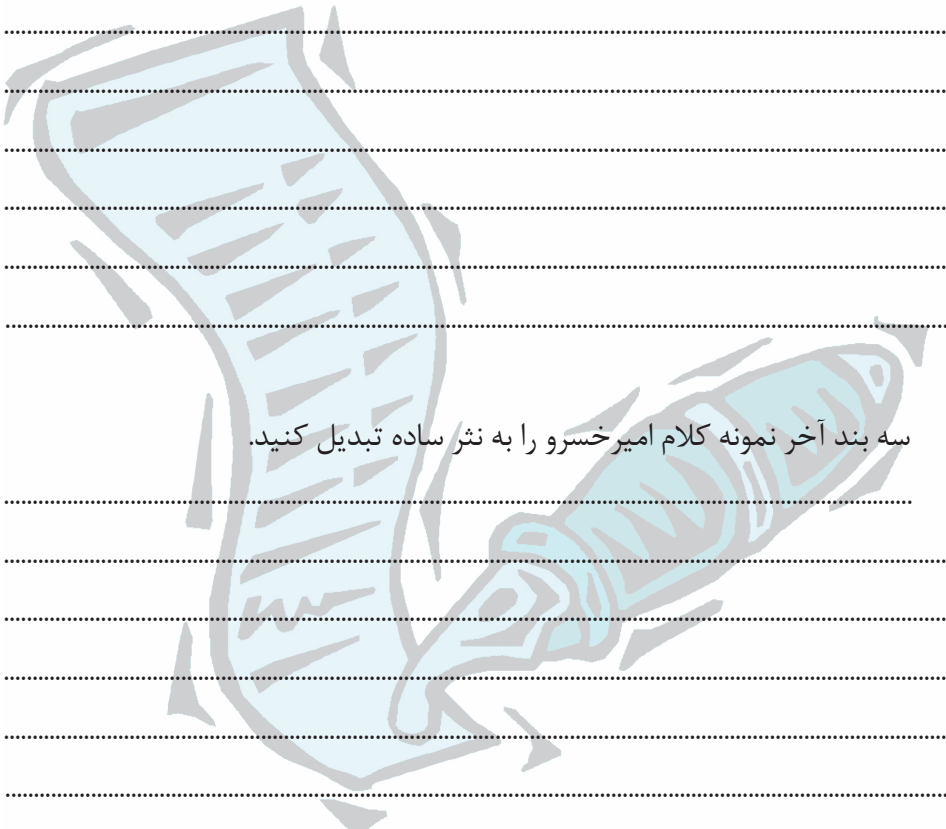 سه بند آخر نمونه کلام امیرخسرو را به نثر ساده تبدیل کنید.